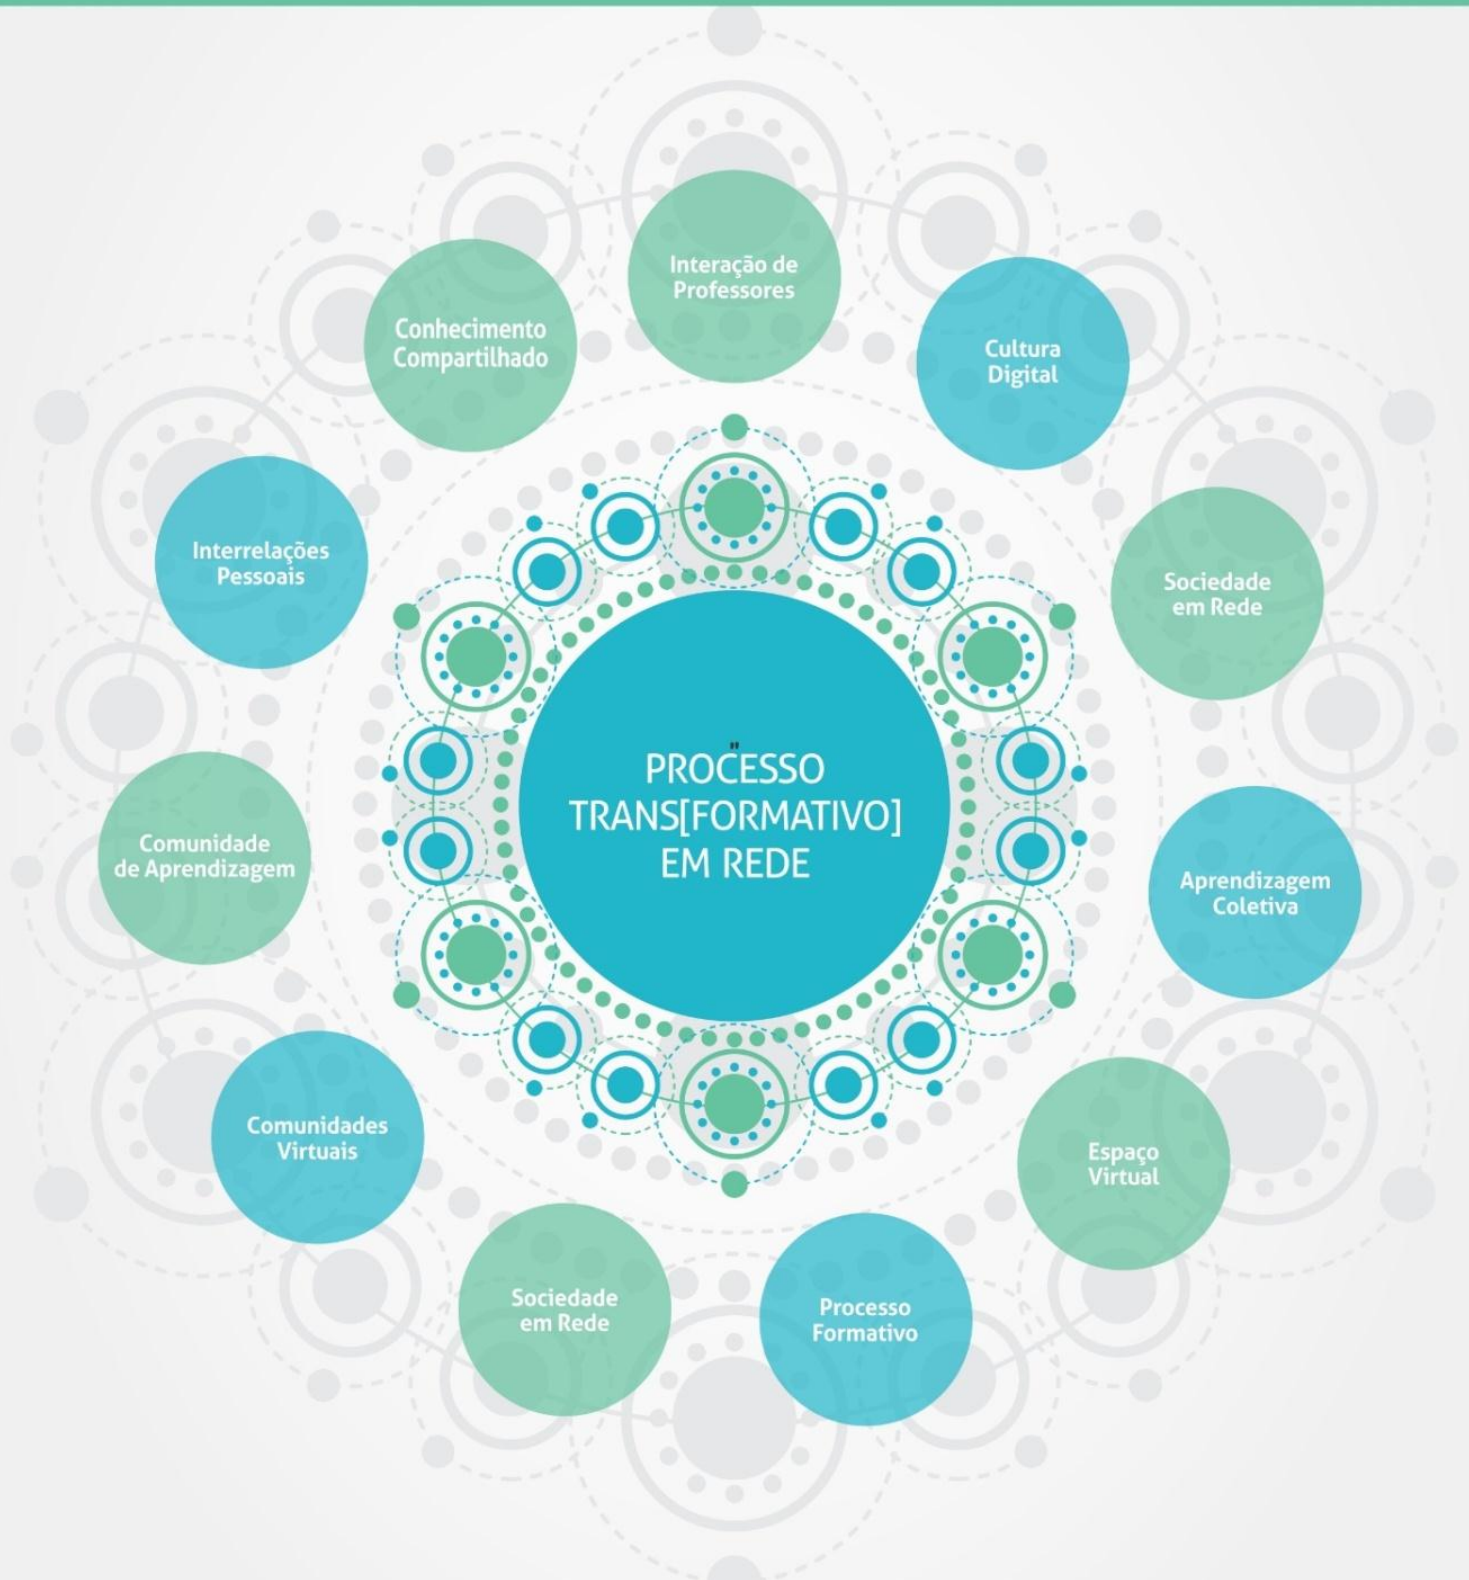 Interação de
Professores
Conhecimento
Compartilhado
Cultura
Digital
Interrelações
Pessoais
Sociedade
em Rede
"
PROCESSO
TRANS[FORMATIVO]
EM REDE
Comunidade
de Aprendizagem
Aprendizagem
Coletiva
Comunidades
Virtuais
Espaço
Virtual
Sociedade
em Rede
Processo
Formativo